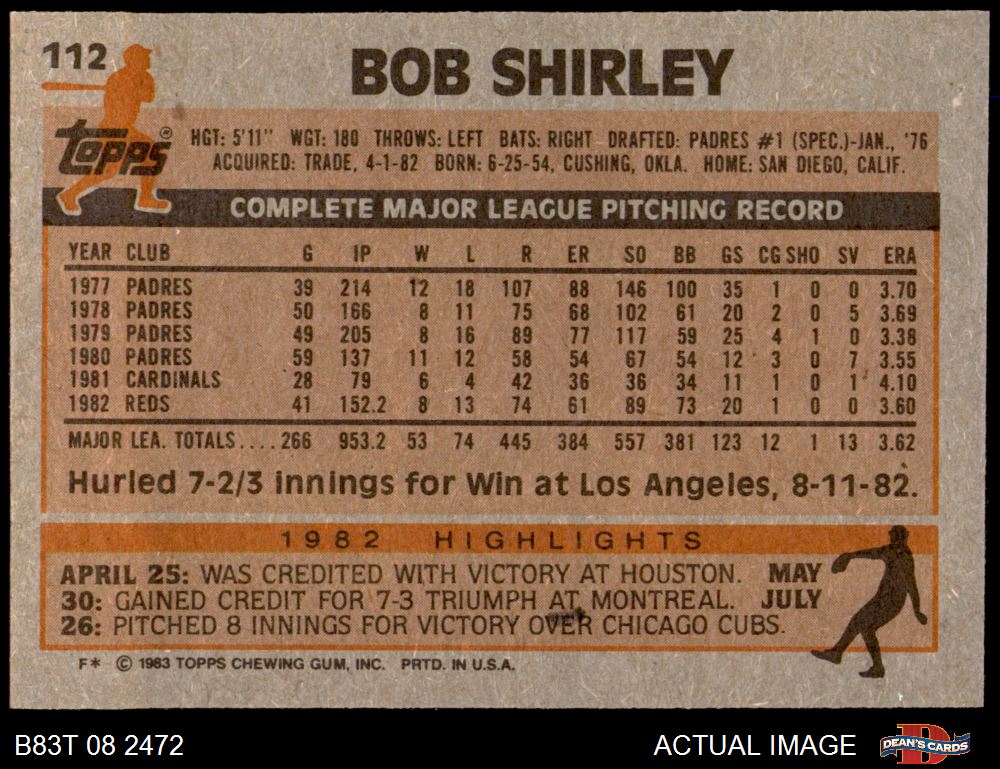 112
BOB SHIRLEY
topps®
HGT: 5'11" WGT: 180 THROWS: LEFT BATS: RIGHT DRAFTED: PADRES #1 (SPEC.)-JAN., '76
ACQUIRED: TRADE, 4-1-82 BORN: 6-25-54, CUSHING, OKLA. HOME: SAN DIEGO, CALIF.
COMPLETE MAJOR LEAGUE PITCHING RECORD
YEAR CLUB G IP W L R ER SO BB GS CG SHO SV ERA
1977 PADRES 39 214 12 18 107 88 146 100 35 1 0 0 3.70
1978 PADRES 50 166 8 11 75 68 102 61 20 2 0 5 3.69
1979 PADRES 49 205 8 16 89 77 117 59 25 4 1 0 3.38
1980 PADRES 59 137 11 12 58 54 67 54 12 3 0 7 3.55
1981 CARDINALS 28 79 6 4 42 36 36 34 11 1 0 1 4.10
1982 REDS 41 152.2 8 13 74 61 89 73 20 1 0 0 3.60
MAJOR LEA. TOTALS....266 953.2 53 74 445 384 557 381 123 12 1 13 3.62
Hurled 7-2/3 innings for Win at Los Angeles, 8-11-82.
1982 HIGHLIGHTS
APRIL 25: WAS CREDITED WITH VICTORY AT HOUSTON. MAY
30: GAINED CREDIT FOR 7-3 TRIUMPH AT MONTREAL. JULY
26: PITCHED 8 INNINGS FOR VICTORY OVER CHICAGO CUBS.
F* © 1983 TOPPS CHEWING GUM, INC. PRTD. IN U.S.A.
B83T 08 2472
ACTUAL IMAGE
D
DEAN'S CARDS